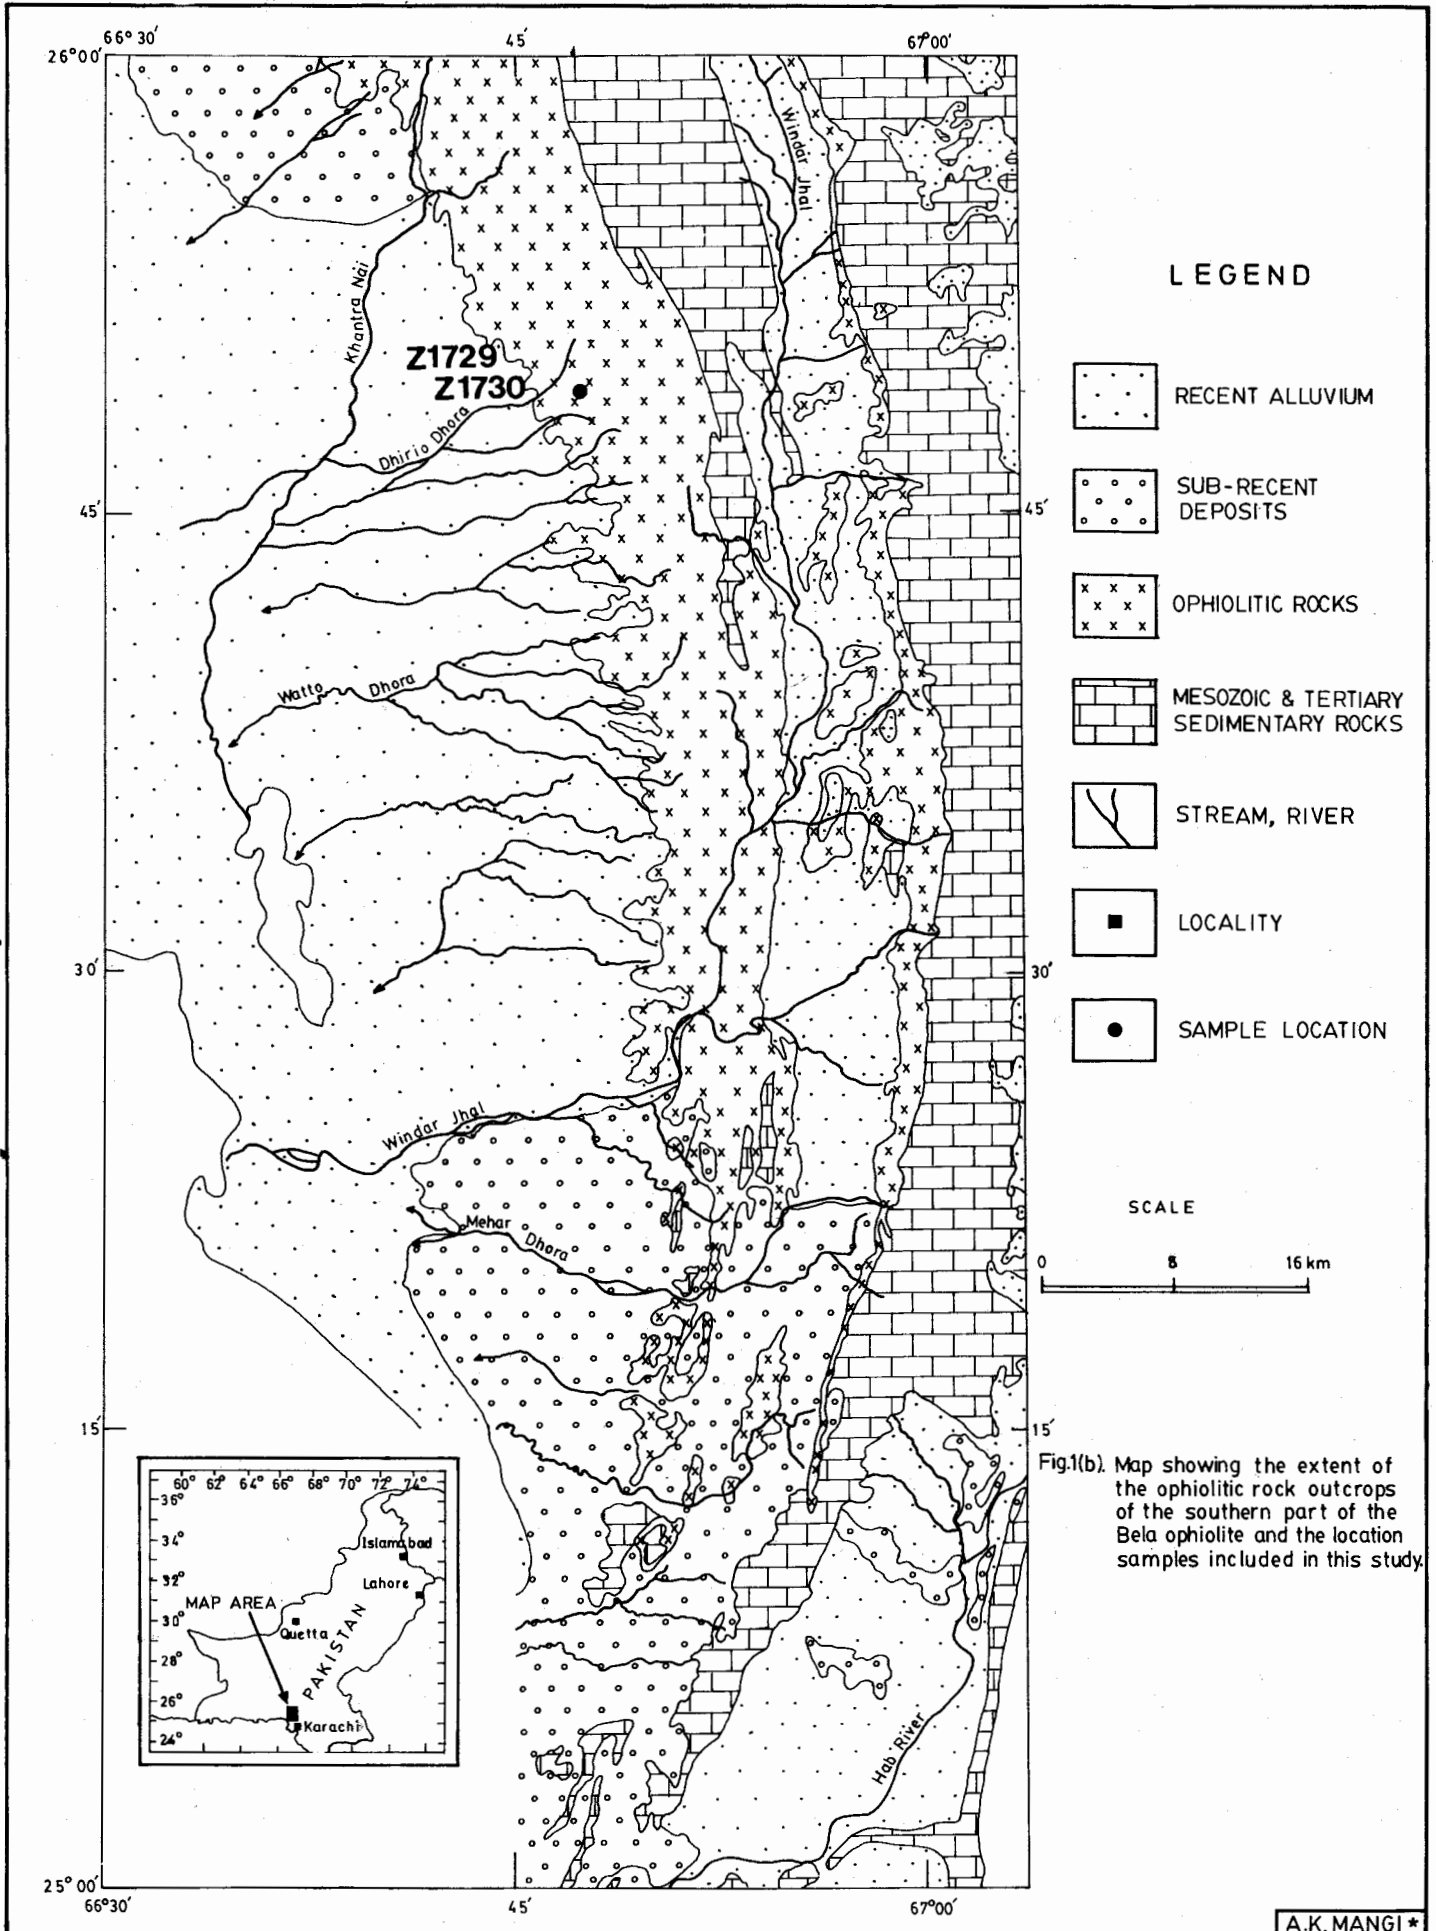 66° 30′
45′
67° 00′
26° 00′
Windar Jhal
Khantra Nai
Z1729
Z1730
Dhirio Dhora
45′
45′
Watto Dhora
30′
30′
Windar Jhal
Mehar Dhora
15′
15′
Hab River
25° 00′
66° 30′
45′
67° 00′
LEGEND
RECENT ALLUVIUM
SUB-RECENT
DEPOSITS
OPHIOLITIC ROCKS
MESOZOIC & TERTIARY
SEDIMENTARY ROCKS
STREAM, RIVER
LOCALITY
SAMPLE LOCATION
SCALE
0 8 16 km
Fig.1(b). Map showing the extent of
the ophiolitic rock outcrops
of the southern part of the
Bela ophiolite and the location
samples included in this study.
60° 62° 64° 66° 68° 70° 72° 74°
36°
34°
32°
30°
28°
26°
24°
Islamabad
Lahore
MAP AREA
Quetta
PAKISTAN
Karachi
A.K. MANGI *